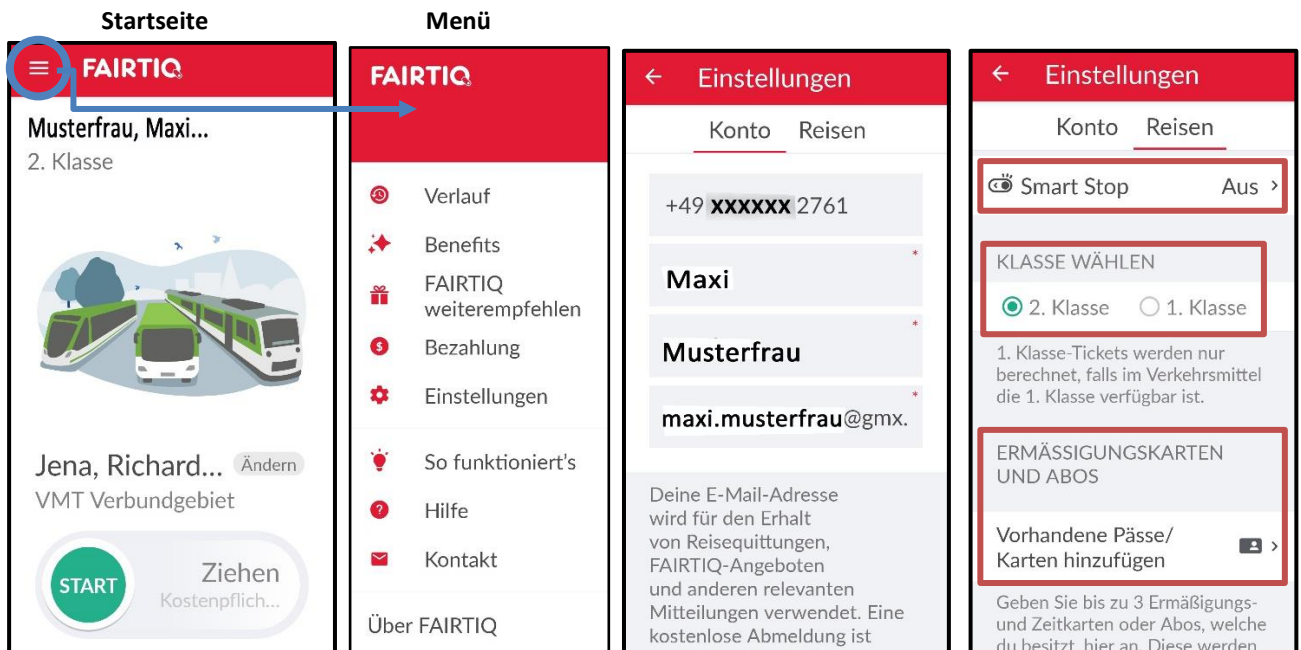 Startseite
Menü
FAIRTIQ
Musterfrau, Maxi...
2. Klasse
Jena, Richard... Ändern
VMT Verbundgebiet
START
Ziehen
Kostenpflich...
FAIRTIQ
Verlauf
Benefits
FAIRTIQ
weiterempfehlen
Bezahlung
Einstellungen
So funktioniert's
Hilfe
Kontakt
Über FAIRTIQ
Einstellungen
Konto Reisen
+49 xxxxxx 2761
*
Maxi
*
Musterfrau
*
maxi.musterfrau@gmx.
Deine E-Mail-Adresse
wird für den Erhalt
von Reisequittungen,
FAIRTIQ-Angeboten
und anderen relevanten
Mitteilungen verwendet. Eine
kostenlose Abmeldung ist
Einstellungen
Konto Reisen
Smart Stop Aus
KLASSE WÄHLEN
2. Klasse 1. Klasse
1. Klasse-Tickets werden nur
berechnet, falls im Verkehrsmittel
die 1. Klasse verfügbar ist.
ERMÄSSIGUNGSKARTEN
UND ABOS
Vorhandene Pässe/
Karten hinzufügen
Geben Sie bis zu 3 Ermäßigungs-
und Zeitkarten oder Abos, welche
du besitzt, hier an. Diese werden